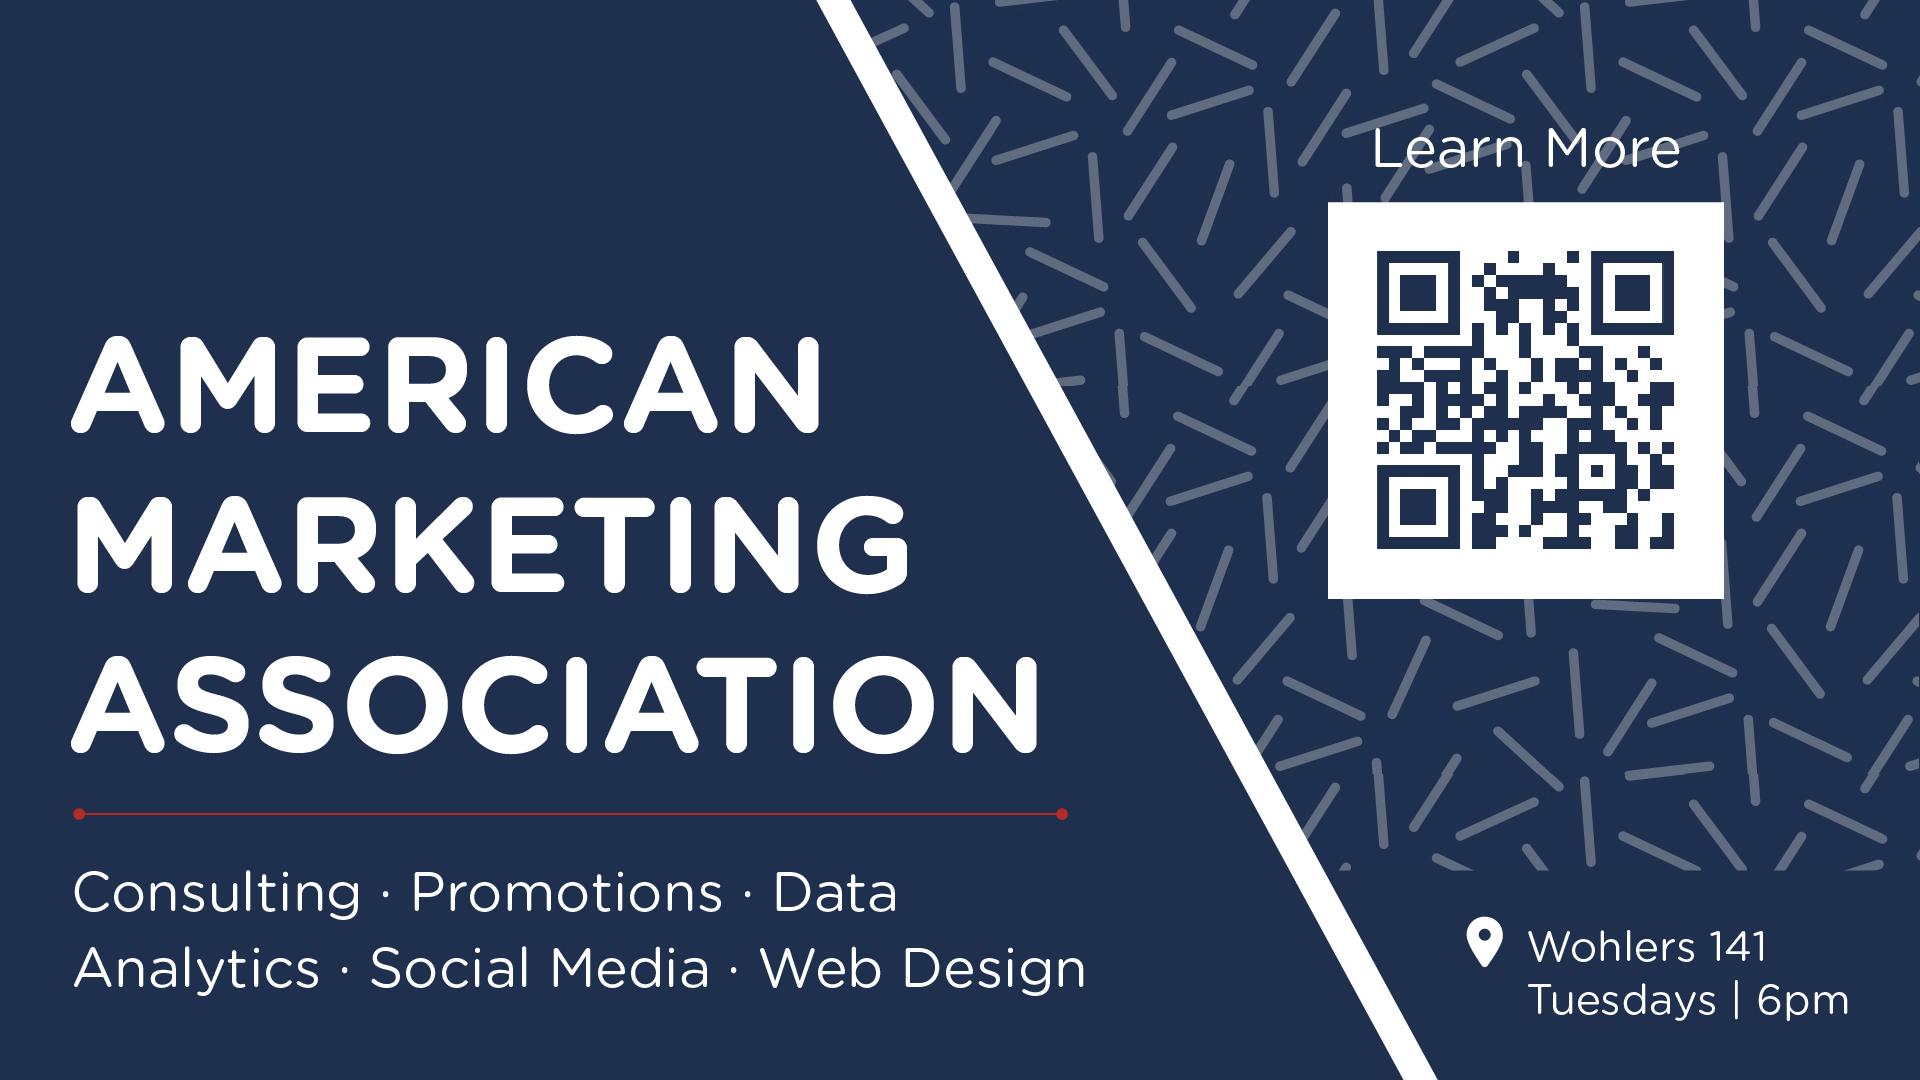 AMERICAN
MARKETING
ASSOCIATION
Consulting · Promotions · Data
Analytics · Social Media · Web Design
Learn More
Wohlers 141
Tuesdays | 6pm